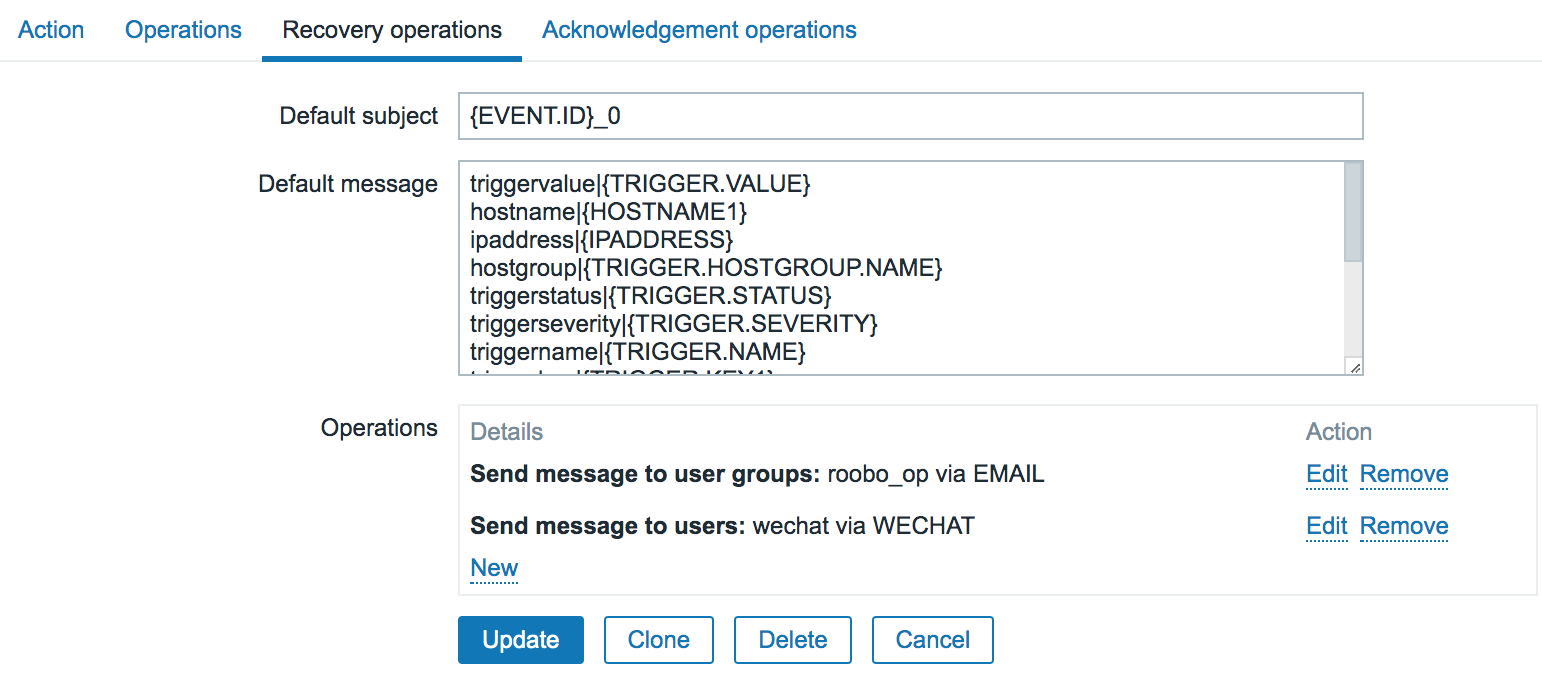 Action Operations Recovery operations Acknowledgement operations
Default subject {EVENT.ID}_0
Default message triggervalue|{TRIGGER.VALUE}
hostname|{HOSTNAME1}
ipaddress|{IPADDRESS}
hostgroup|{TRIGGER.HOSTGROUP.NAME}
triggerstatus|{TRIGGER.STATUS}
triggerseverity|{TRIGGER.SEVERITY}
triggername|{TRIGGER.NAME}
Operations Details Action
Send message to user groups: roobo_op via EMAIL Edit Remove
Send message to users: wechat via WECHAT Edit Remove
New
Update Clone Delete Cancel